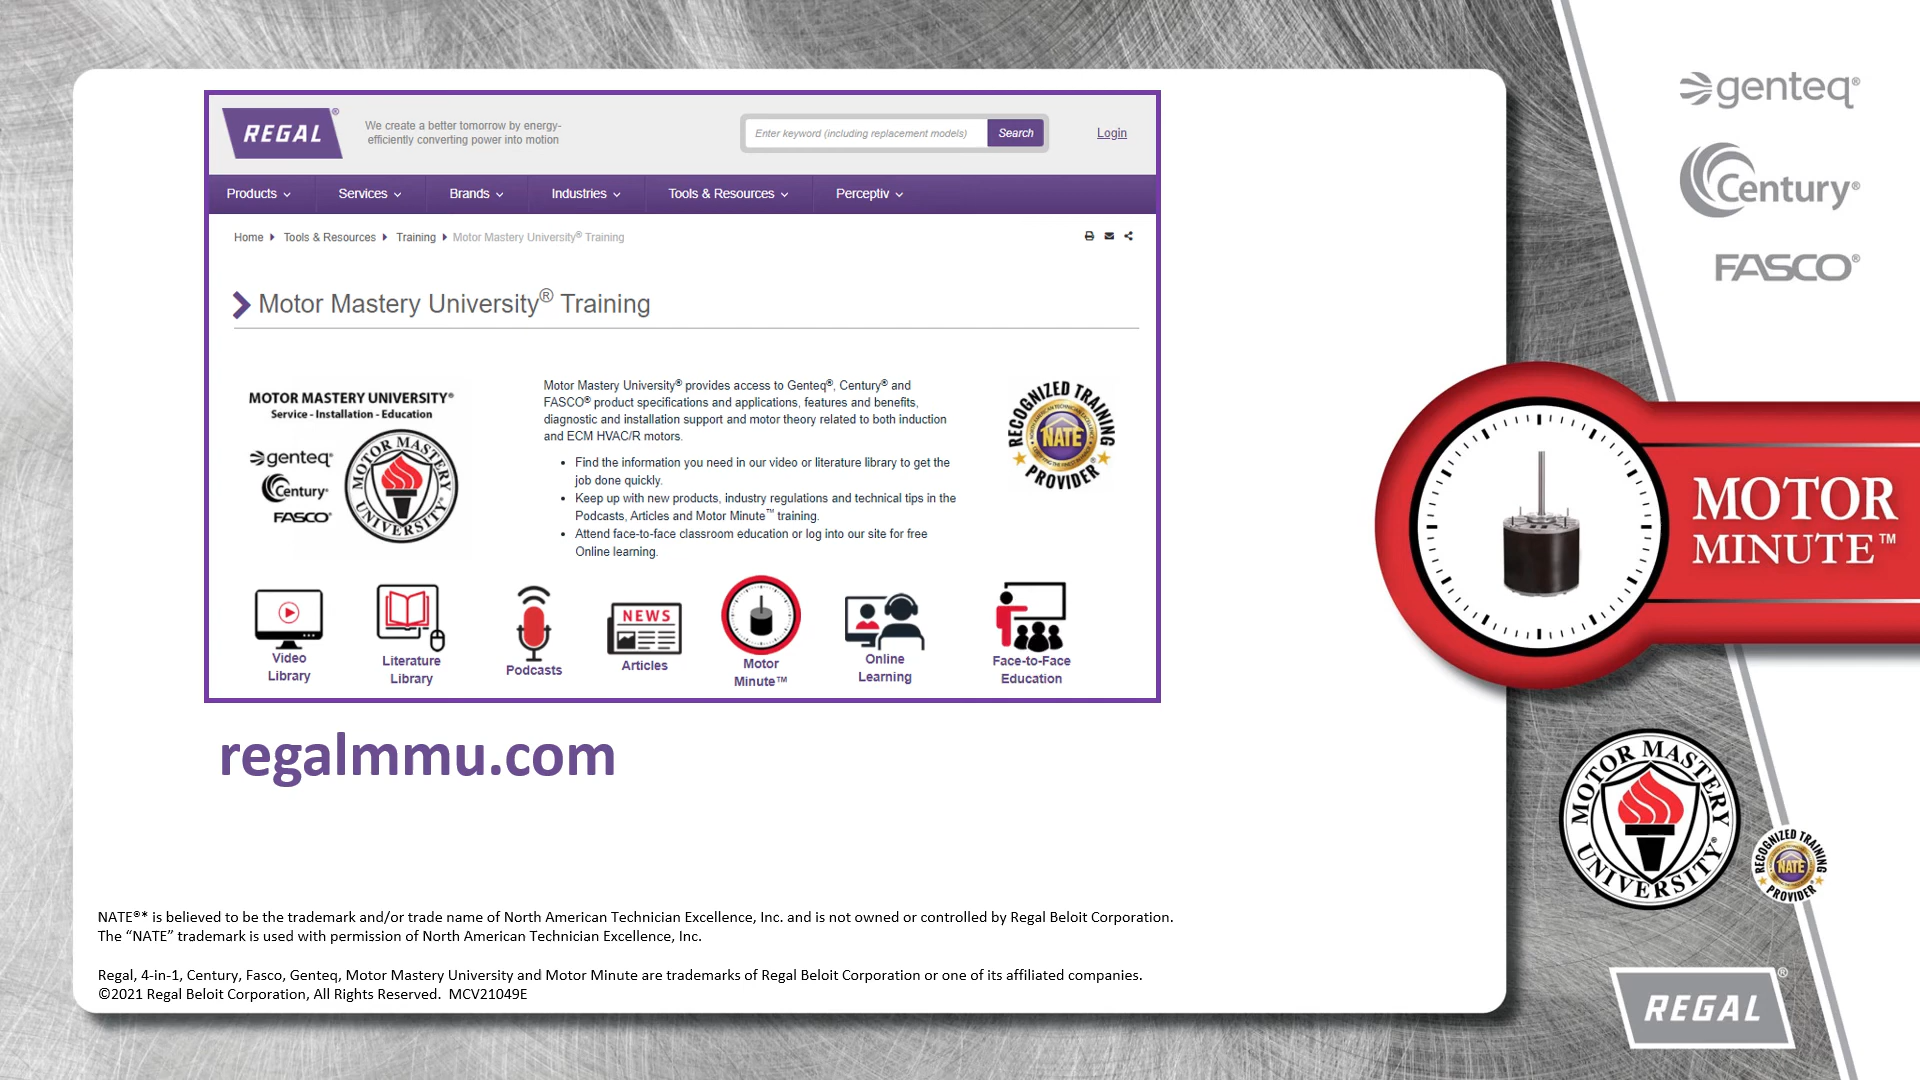 REGAL®
We create a better tomorrow by energy-
efficiently converting power into motion
Enter keyword (including replacement models)
Search
Login
Products
Services
Brands
Industries
Tools & Resources
Perceptiv
Home
Tools & Resources
Training
Motor Mastery University® Training
Motor Mastery University® Training
MOTOR MASTERY UNIVERSITY®
Service - Installation - Education
genteq®
Century®
FASCO®
MOTOR MASTERY
UNIVERSITY®
Motor Mastery University® provides access to Genteq®, Century® and
FASCO® product specifications and applications, features and benefits,
diagnostic and installation support and motor theory related to both induction
and ECM HVAC/R motors.
• Find the information you need in our video or literature library to get the
job done quickly.
• Keep up with new products, industry regulations and technical tips in the
Podcasts, Articles and Motor Minute™ training.
• Attend face-to-face classroom education or log into our site for free
Online learning.
RECOGNIZED TRAINING
NATE
PROVIDER
Video
Library
Literature
Library
Podcasts
NEWS
Articles
Motor
Minute™
Online
Learning
Face-to-Face
Education
regalmmu.com
NATE®* is believed to be the trademark and/or trade name of North American Technician Excellence, Inc. and is not owned or controlled by Regal Beloit Corporation.
The “NATE” trademark is used with permission of North American Technician Excellence, Inc.
Regal, 4-in-1, Century, Fasco, Genteq, Motor Mastery University and Motor Minute are trademarks of Regal Beloit Corporation or one of its affiliated companies.
©2021 Regal Beloit Corporation, All Rights Reserved. MCV21049E
genteq®
Century®
FASCO®
MOTOR
MINUTE™
MOTOR MASTERY
UNIVERSITY®
RECOGNIZED TRAINING
NATE
PROVIDER
REGAL®